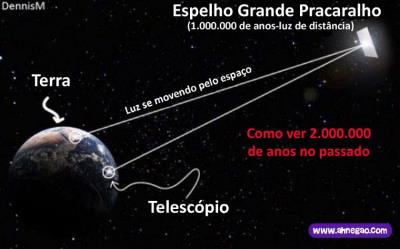 DennisM
Espelho Grande Pracaralho
(1.000.000 de anos-luz de distância)
Terra
Luz se movendo pelo espaço
Como ver 2.000.000
de anos no passado
Telescópio
www.ahnegao.com